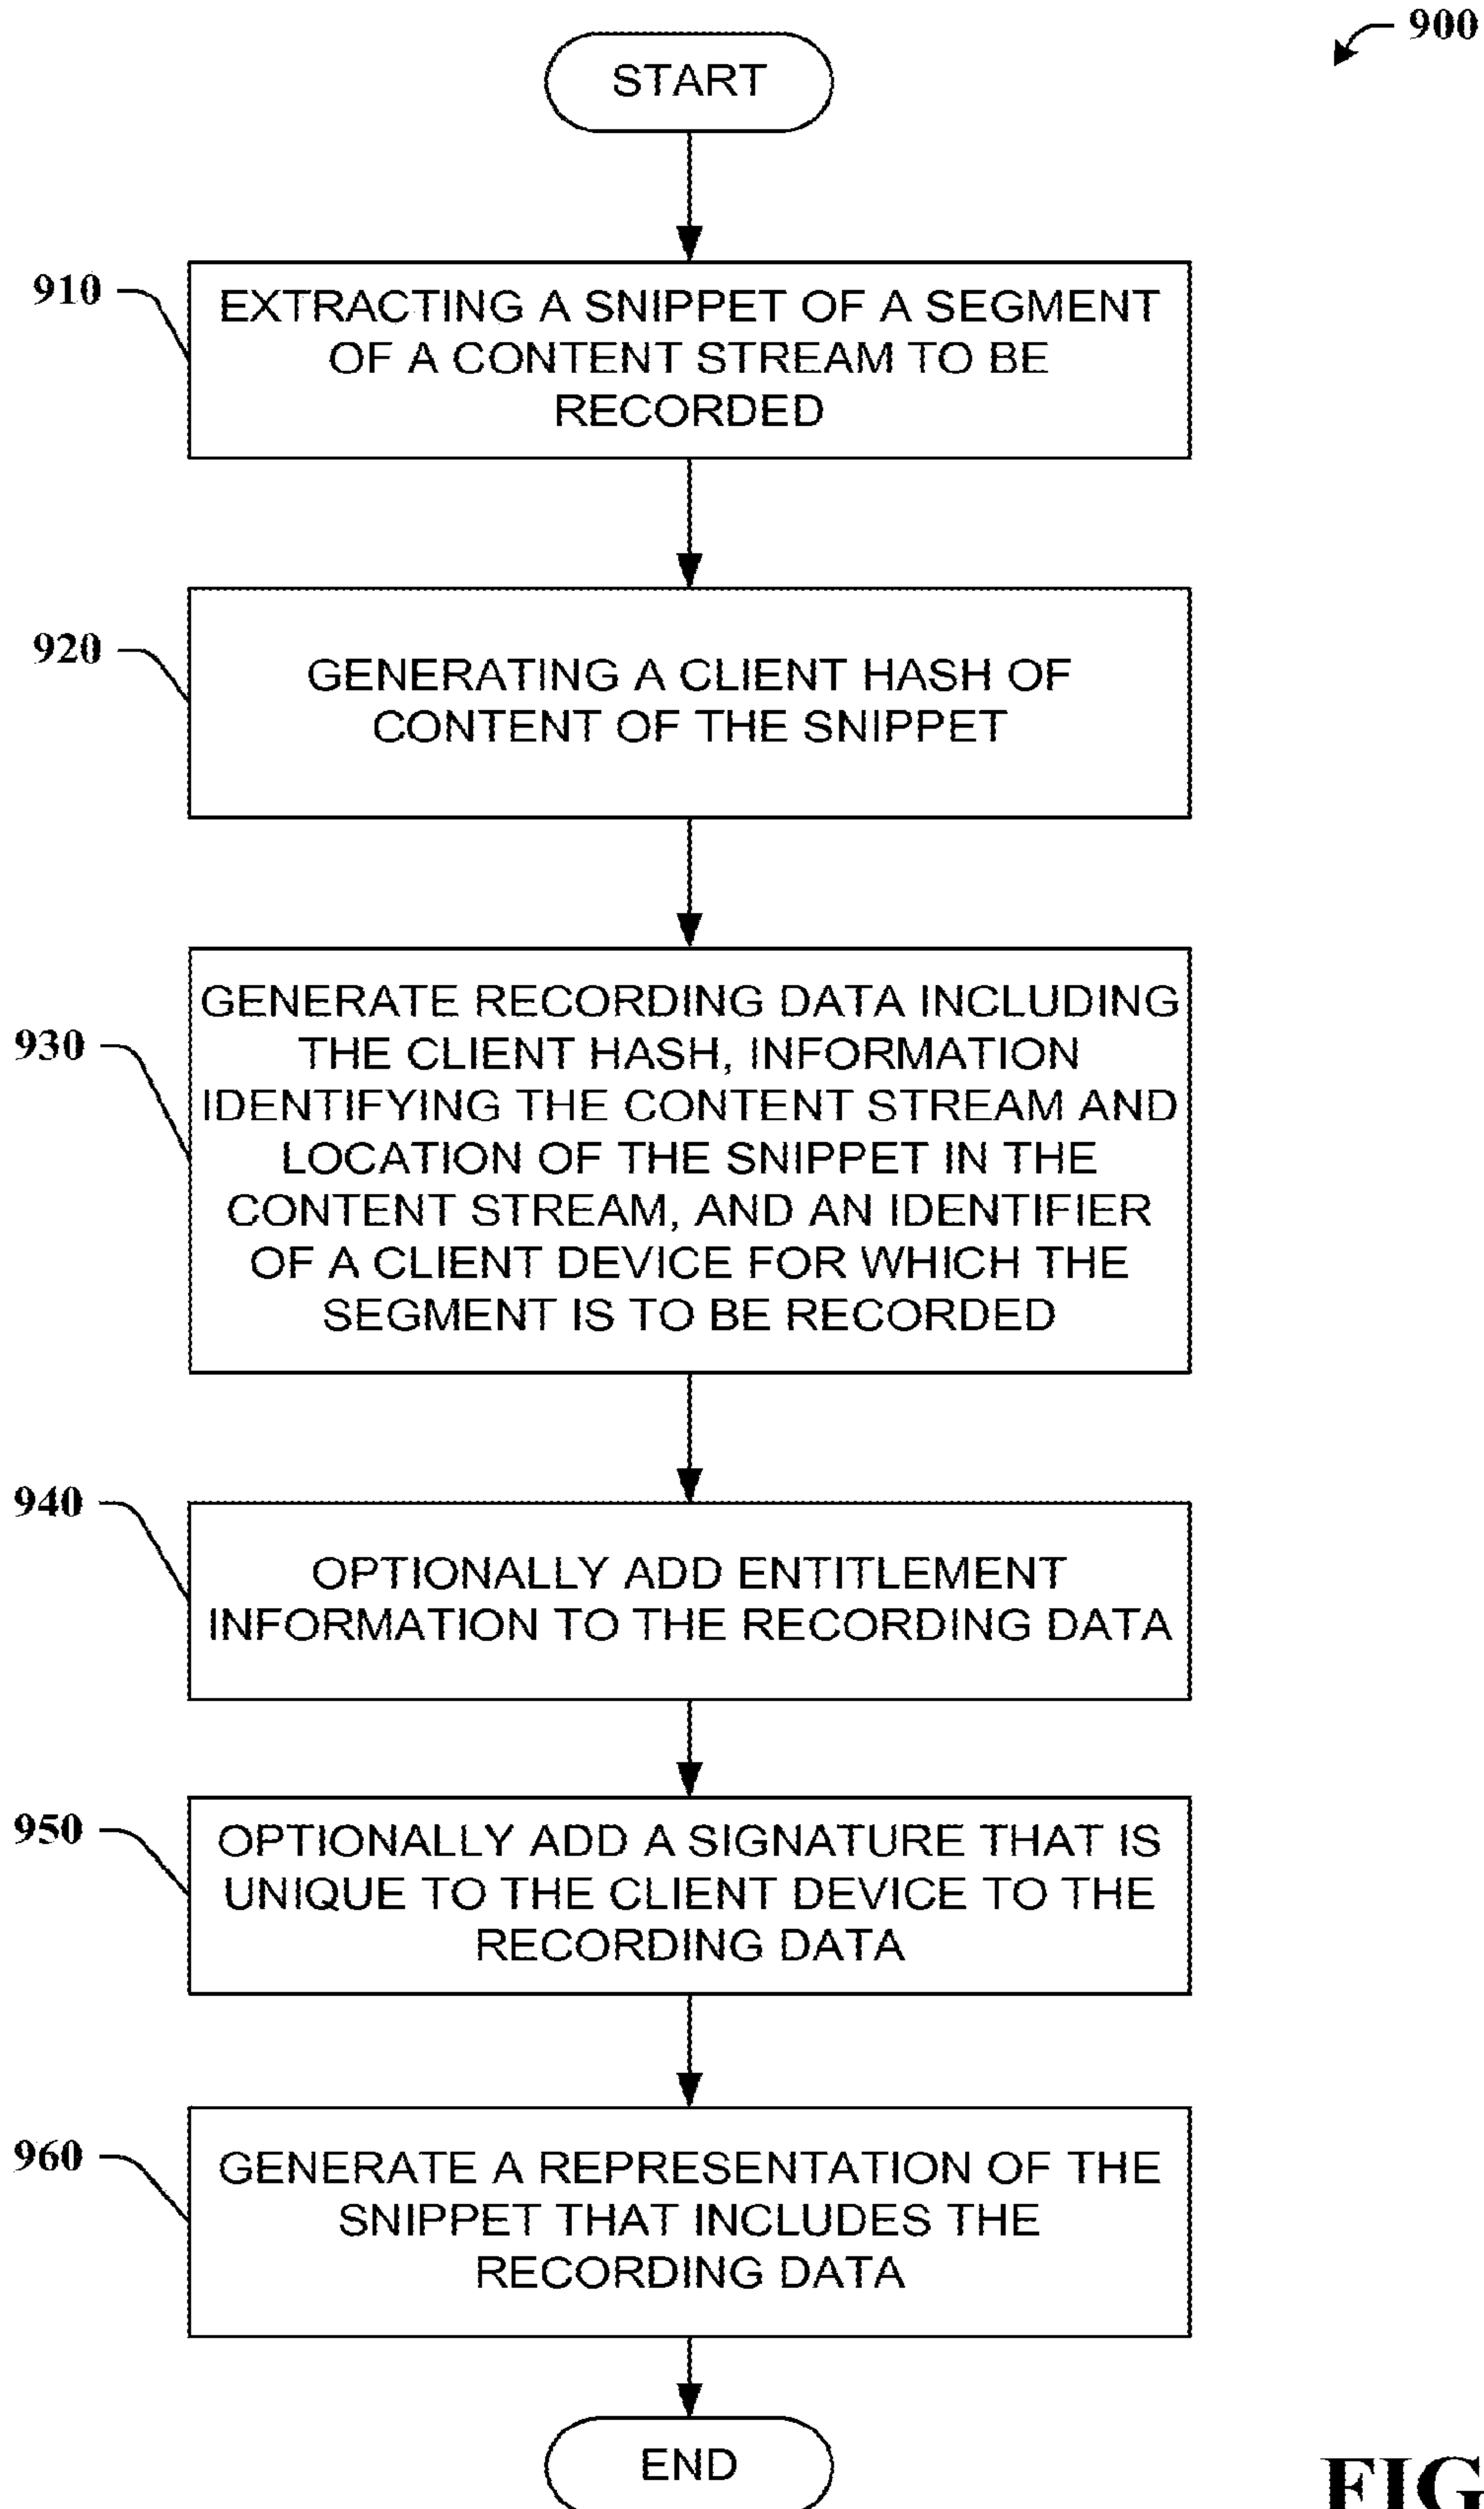 900
START
910
EXTRACTING A SNIPPET OF A SEGMENT
OF A CONTENT STREAM TO BE
RECORDED
920
GENERATING A CLIENT HASH OF
CONTENT OF THE SNIPPET
930
GENERATE RECORDING DATA INCLUDING
THE CLIENT HASH, INFORMATION
IDENTIFYING THE CONTENT STREAM AND
LOCATION OF THE SNIPPET IN THE
CONTENT STREAM, AND AN IDENTIFIER
OF A CLIENT DEVICE FOR WHICH THE
SEGMENT IS TO BE RECORDED
940
OPTIONALLY ADD ENTITLEMENT
INFORMATION TO THE RECORDING DATA
950
OPTIONALLY ADD A SIGNATURE THAT IS
UNIQUE TO THE CLIENT DEVICE TO THE
RECORDING DATA
960
GENERATE A REPRESENTATION OF THE
SNIPPET THAT INCLUDES THE
RECORDING DATA
END
FIG